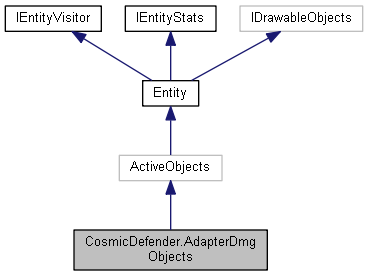 IEntityVisitor
IEntityStats
IDrawableObjects
Entity
ActiveObjects
CosmicDefender.AdapterDmg
Objects